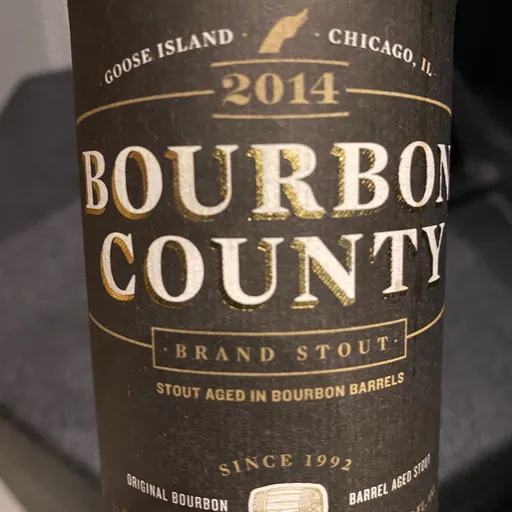 GOOSE ISLAND · CHICAGO, IL
2014
BOURBON
COUNTY
· BRAND STOUT ·
STOUT AGED IN BOURBON BARRELS
SINCE 1992
ORIGINAL BOURBON BARREL AGED STOUT